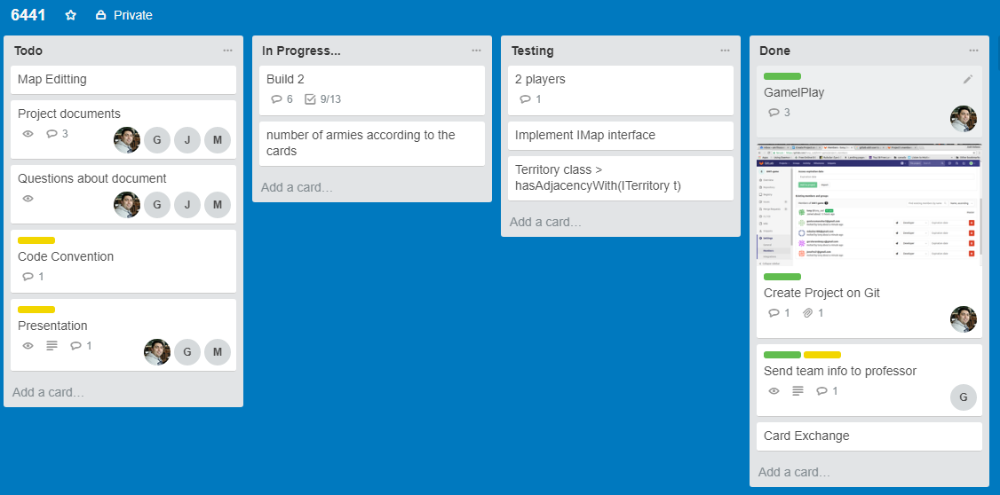 6441
Private
Todo
Map Editting
Project documents
3
G
J
M
Questions about document
G
J
M
Code Convention
1
Presentation
1
G
M
Add a card…
In Progress...
Build 2
6
9/13
number of armies according to the
cards
Add a card…
Testing
2 players
1
Implement IMap interface
Territory class >
hasAdjacencyWith(ITerritory t)
Add a card…
Done
GamelPlay
3
Create Project on Git
1
1
Send team info to professor
1
G
Card Exchange
Add a card…